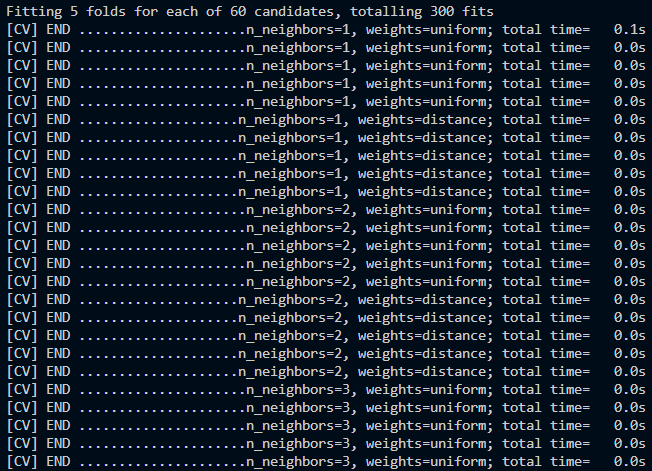 Fitting 5 folds for each of 60 candidates, totalling 300 fits
[CV] END .....................n_neighbors=1, weights=uniform; total time=   0.1s
[CV] END .....................n_neighbors=1, weights=uniform; total time=   0.0s
[CV] END .....................n_neighbors=1, weights=uniform; total time=   0.0s
[CV] END .....................n_neighbors=1, weights=uniform; total time=   0.0s
[CV] END .....................n_neighbors=1, weights=uniform; total time=   0.0s
[CV] END ....................n_neighbors=1, weights=distance; total time=   0.0s
[CV] END ....................n_neighbors=1, weights=distance; total time=   0.0s
[CV] END ....................n_neighbors=1, weights=distance; total time=   0.0s
[CV] END ....................n_neighbors=1, weights=distance; total time=   0.0s
[CV] END ....................n_neighbors=1, weights=distance; total time=   0.0s
[CV] END .....................n_neighbors=2, weights=uniform; total time=   0.0s
[CV] END .....................n_neighbors=2, weights=uniform; total time=   0.0s
[CV] END .....................n_neighbors=2, weights=uniform; total time=   0.0s
[CV] END .....................n_neighbors=2, weights=uniform; total time=   0.0s
[CV] END .....................n_neighbors=2, weights=uniform; total time=   0.0s
[CV] END ....................n_neighbors=2, weights=distance; total time=   0.0s
[CV] END ....................n_neighbors=2, weights=distance; total time=   0.0s
[CV] END ....................n_neighbors=2, weights=distance; total time=   0.0s
[CV] END ....................n_neighbors=2, weights=distance; total time=   0.0s
[CV] END ....................n_neighbors=2, weights=distance; total time=   0.0s
[CV] END .....................n_neighbors=3, weights=uniform; total time=   0.0s
[CV] END .....................n_neighbors=3, weights=uniform; total time=   0.0s
[CV] END .....................n_neighbors=3, weights=uniform; total time=   0.0s
[CV] END .....................n_neighbors=3, weights=uniform; total time=   0.0s
[CV] END .....................n_neighbors=3, weights=uniform; total time=   0.0s